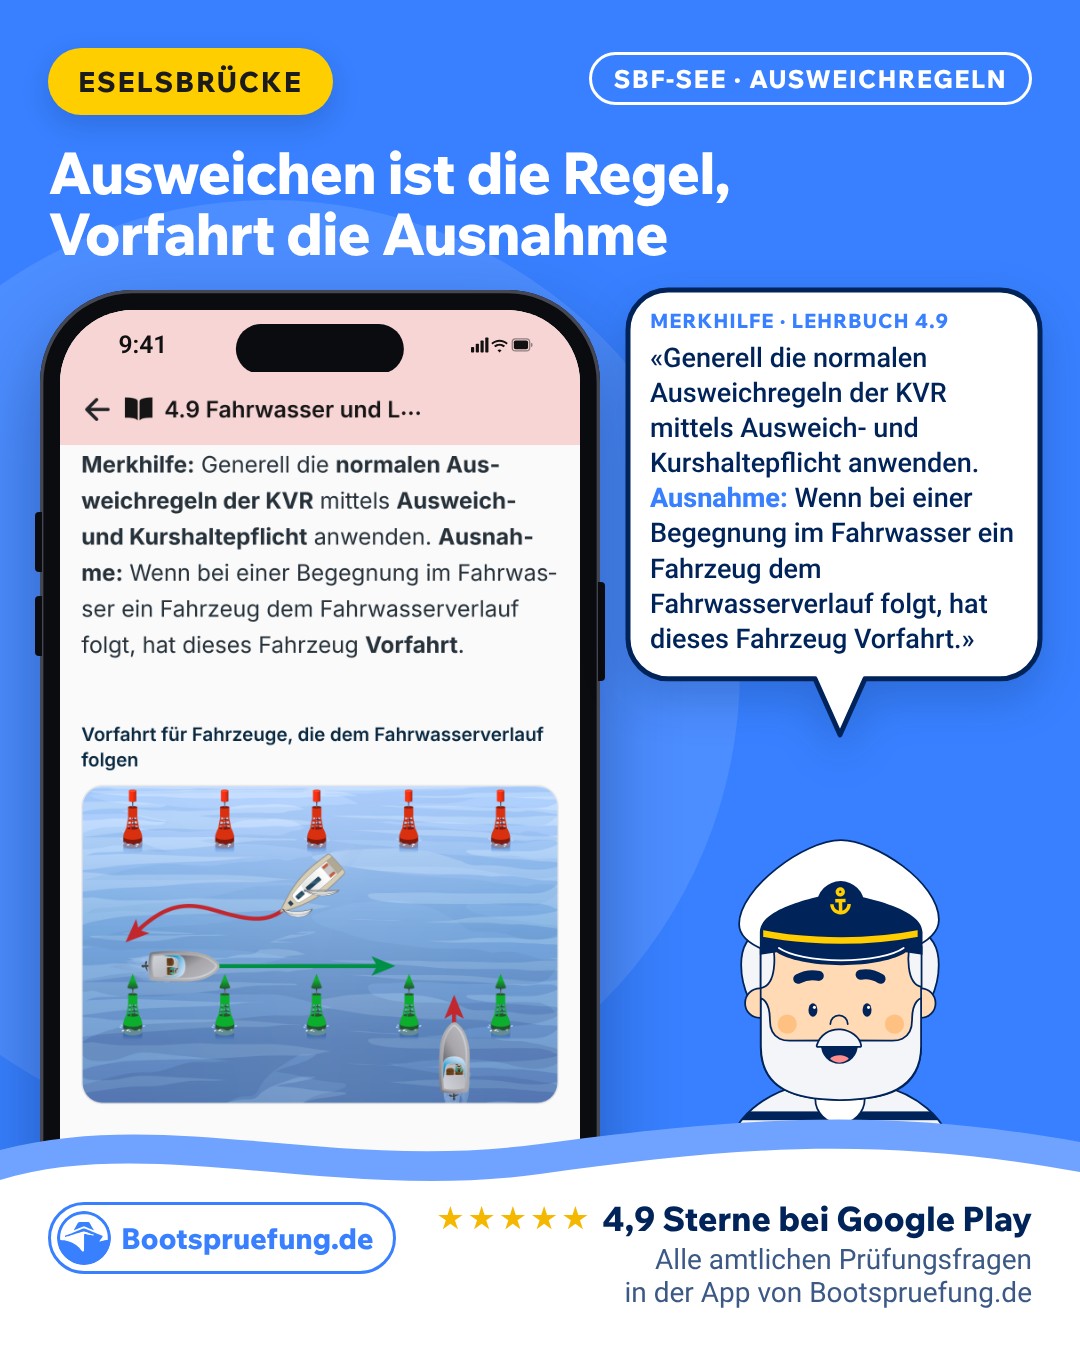 ESELSBRÜCKE
SBF-SEE · AUSWEICHREGELN
Ausweichen ist die Regel,
Vorfahrt die Ausnahme
9:41
4.9 Fahrwasser und L...
Merkhilfe: Generell die normalen Aus-
weichregeln der KVR mittels Ausweich-
und Kurshaltepflicht anwenden. Ausnah-
me: Wenn bei einer Begegnung im Fahrwas-
ser ein Fahrzeug dem Fahrwasserverlauf
folgt, hat dieses Fahrzeug Vorfahrt.
Vorfahrt für Fahrzeuge, die dem Fahrwasserverlauf
folgen
MERKHILFE · LEHRBUCH 4.9
«Generell die normalen
Ausweichregeln der KVR
mittels Ausweich- und
Kurshaltepflicht anwenden.
Ausnahme: Wenn bei einer
Begegnung im Fahrwasser ein
Fahrzeug dem
Fahrwasserverlauf folgt, hat
dieses Fahrzeug Vorfahrt.»
Bootspruefung.de
★★★★★ 4,9 Sterne bei Google Play
Alle amtlichen Prüfungsfragen
in der App von Bootspruefung.de